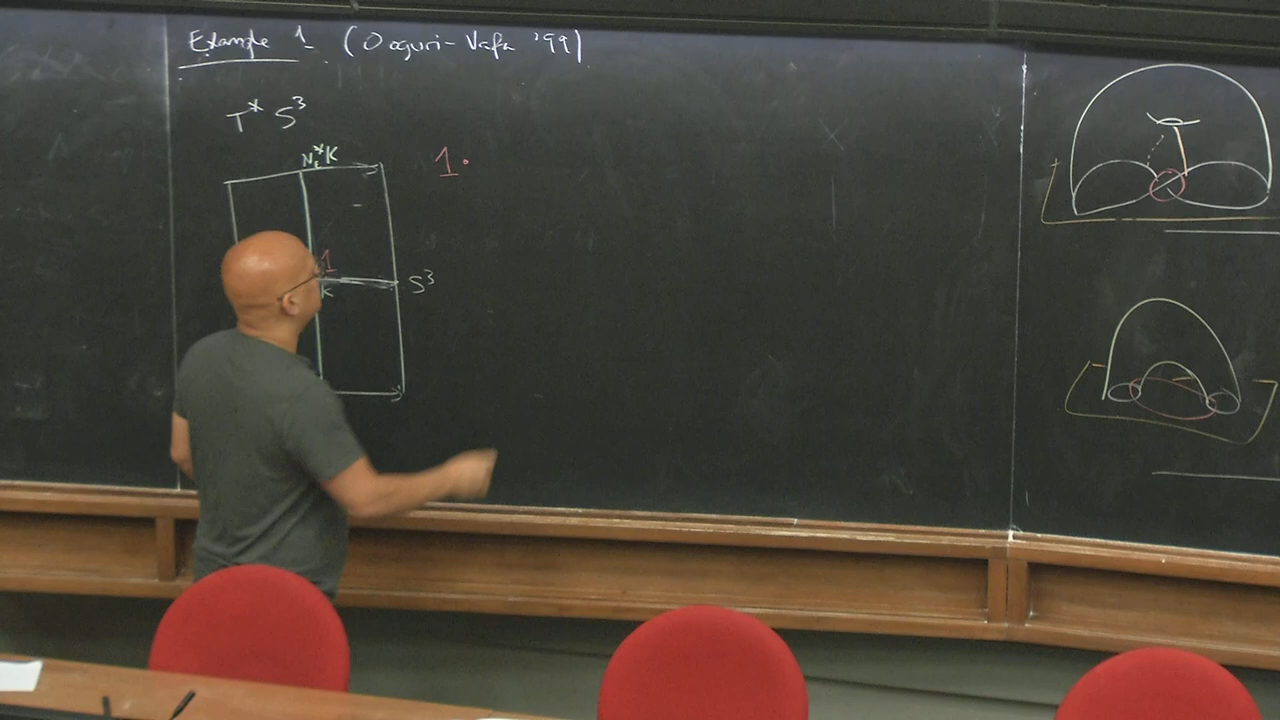 Example 1 (Ooguri-Vafa '99)
T* S³
N*K
1.
1
K
S³